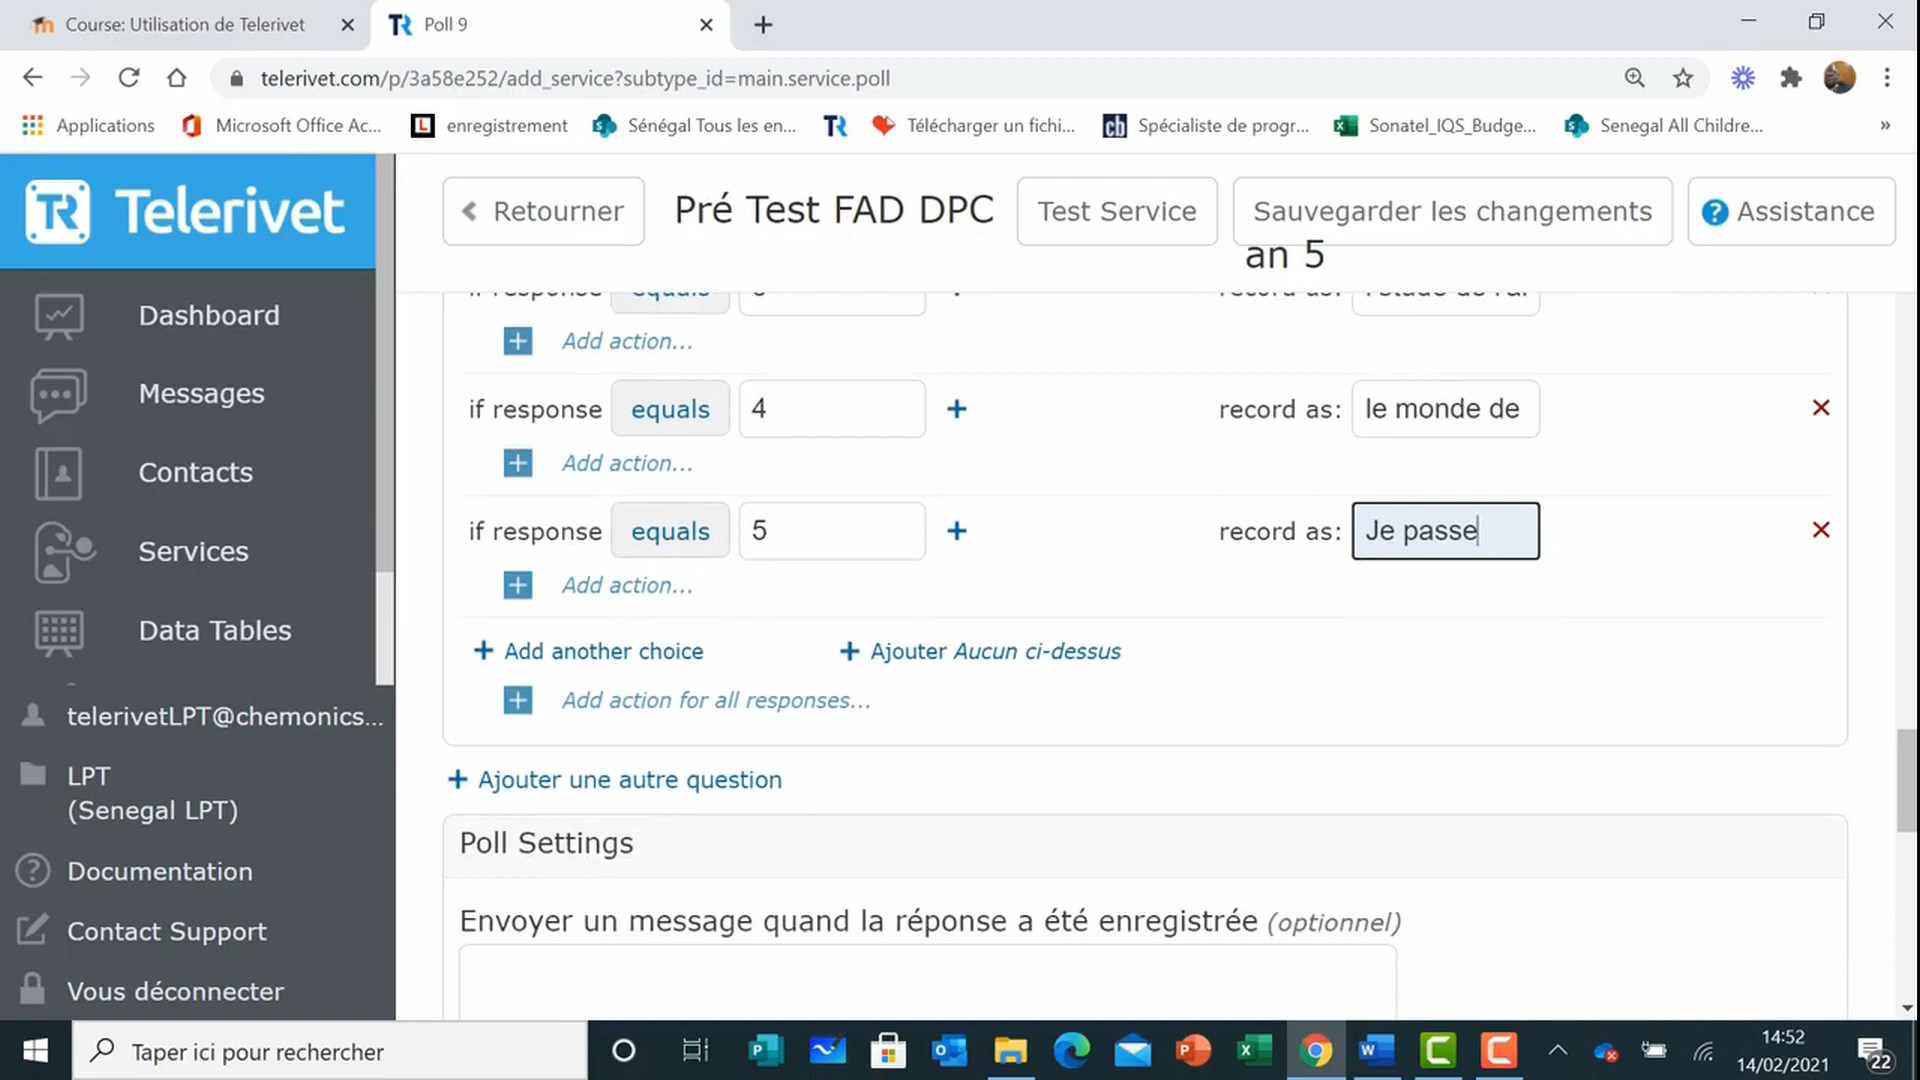 Course: Utilisation de Telerivet
Poll 9
telerivet.com/p/3a58e252/add_service?subtype_id=main.service.poll
Applications
Microsoft Office Ac...
enregistrement
Sénégal Tous les en...
Télécharger un fichi...
Spécialiste de progr...
Sonatel_IQS_Budge...
Senegal All Childre...
»
Telerivet
Retourner
Pré Test FAD DPC
an 5
Test Service
Sauvegarder les changements
Assistance
Dashboard
Messages
Contacts
Services
Data Tables
telerivetLPT@chemonics...
LPT
(Senegal LPT)
Documentation
Contact Support
Vous déconnecter
if response equals
record as:
Add action...
if response equals 4
record as: le monde de
Add action...
if response equals 5
record as: Je passe
Add action...
Add another choice
Ajouter Aucun ci-dessus
Add action for all responses...
Ajouter une autre question
Poll Settings
Envoyer un message quand la réponse a été enregistrée (optionnel)
Taper ici pour rechercher
14:52
14/02/2021
22